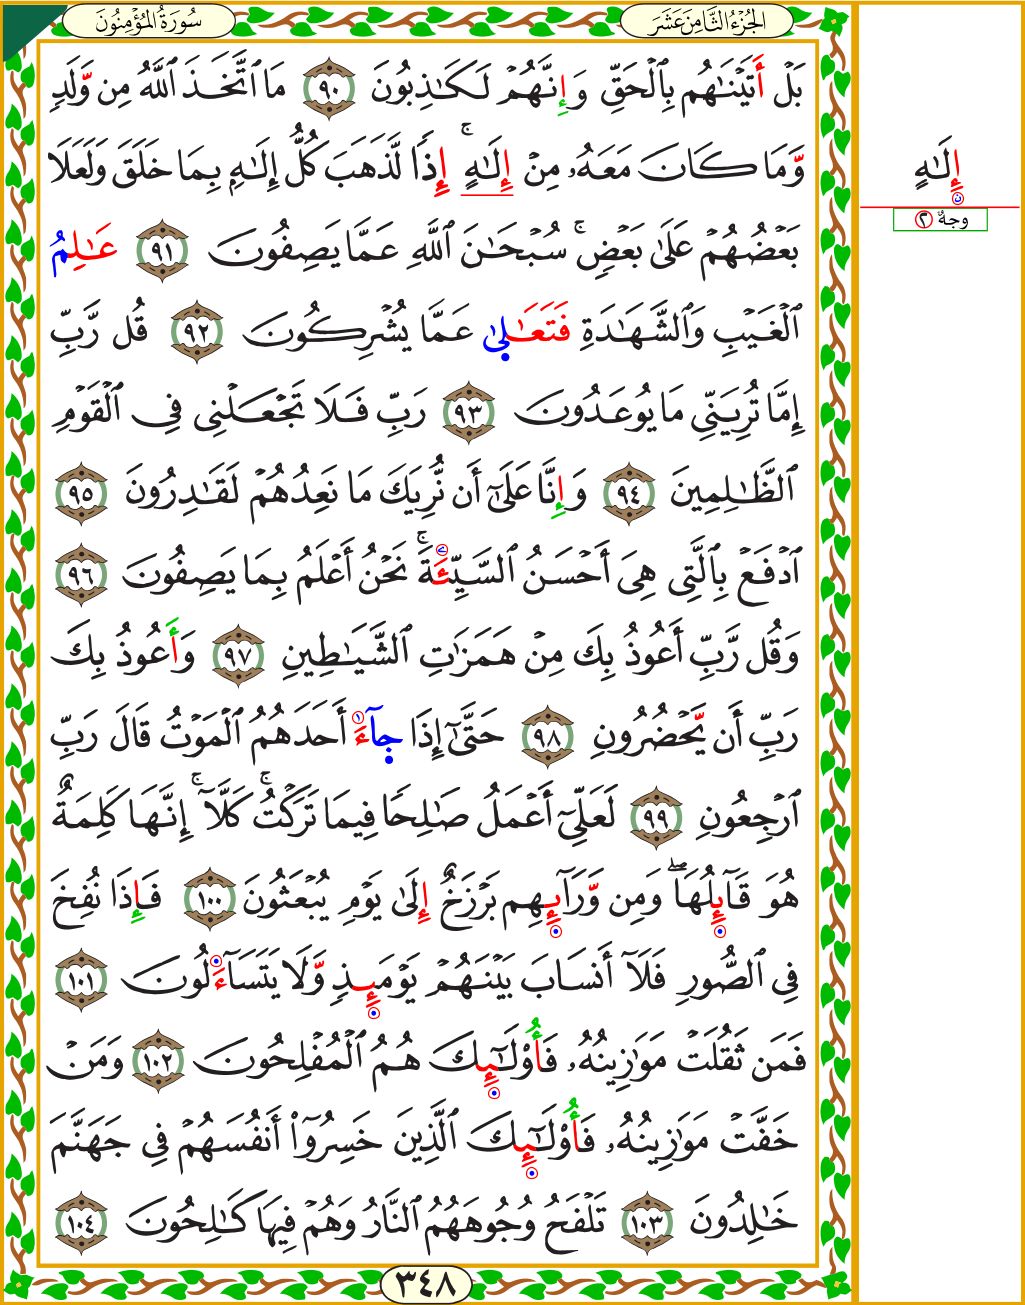 الجُزْءُ الثَّامِنَ عَشَرَ
سُورَةُ المُؤْمِنُونَ
بَلْ أَتَيْنَـٰهُم بِٱلْحَقِّ وَإِنَّهُمْ لَكَـٰذِبُونَ ٩٠ مَا ٱتَّخَذَ ٱللَّهُ مِن وَّلَدٍ
وَّمَا كَانَ مَعَهُۥ مِنْ إِلَـٰهٍۚ إِذًا لَّذَهَبَ كُلُّ إِلَـٰهٍۭ بِمَا خَلَقَ وَلَعَلَا
بَعْضُهُمْ عَلَىٰ بَعْضٍۚ سُبْحَـٰنَ ٱللَّهِ عَمَّا يَصِفُونَ ٩١ عَـٰلِمُ
ٱلْغَيْبِ وَٱلشَّهَـٰدَةِ فَتَعَـٰلَىٰ عَمَّا يُشْرِكُونَ ٩٢ قُل رَّبِّ
إِمَّا تُرِيَنِّى مَا يُوعَدُونَ ٩٣ رَبِّ فَلَا تَجْعَلْنِى فِى ٱلْقَوْمِ
ٱلظَّـٰلِمِينَ ٩٤ وَإِنَّا عَلَىٰٓ أَن نُّرِيَكَ مَا نَعِدُهُمْ لَقَـٰدِرُونَ ٩٥
ٱدْفَعْ بِٱلَّتِى هِىَ أَحْسَنُ ٱلسَّيِّئَةَۚ نَحْنُ أَعْلَمُ بِمَا يَصِفُونَ ٩٦
وَقُل رَّبِّ أَعُوذُ بِكَ مِنْ هَمَزَٰتِ ٱلشَّيَـٰطِينِ ٩٧ وَأَعُوذُ بِكَ
رَبِّ أَن يَّحْضُرُونِ ٩٨ حَتَّىٰٓ إِذَا جَآءَ أَحَدَهُمُ ٱلْمَوْتُ قَالَ رَبِّ
ٱرْجِعُونِ ٩٩ لَعَلِّىٓ أَعْمَلُ صَـٰلِحًا فِيمَا تَرَكْتُۚ كَلَّآۚ إِنَّهَا كَلِمَةٌ
هُوَ قَآئِلُهَاۖ وَمِن وَّرَآئِهِم بَرْزَخٌ إِلَىٰ يَوْمِ يُبْعَثُونَ ١٠٠ فَإِذَا نُفِخَ
فِى ٱلصُّورِ فَلَآ أَنسَابَ بَيْنَهُمْ يَوْمَئِذٍ وَّلَا يَتَسَآءَلُونَ ١٠١
فَمَن ثَقُلَتْ مَوَٰزِينُهُۥ فَأُو۟لَـٰٓئِكَ هُمُ ٱلْمُفْلِحُونَ ١٠٢ وَمَنْ
خَفَّتْ مَوَٰزِينُهُۥ فَأُو۟لَـٰٓئِكَ ٱلَّذِينَ خَسِرُوٓا۟ أَنفُسَهُمْ فِى جَهَنَّمَ
خَـٰلِدُونَ ١٠٣ تَلْفَحُ وُجُوهَهُمُ ٱلنَّارُ وَهُمْ فِيهَا كَـٰلِحُونَ ١٠٤
٣٤٨
إِلَـٰهٍ
وجهٌ ٢